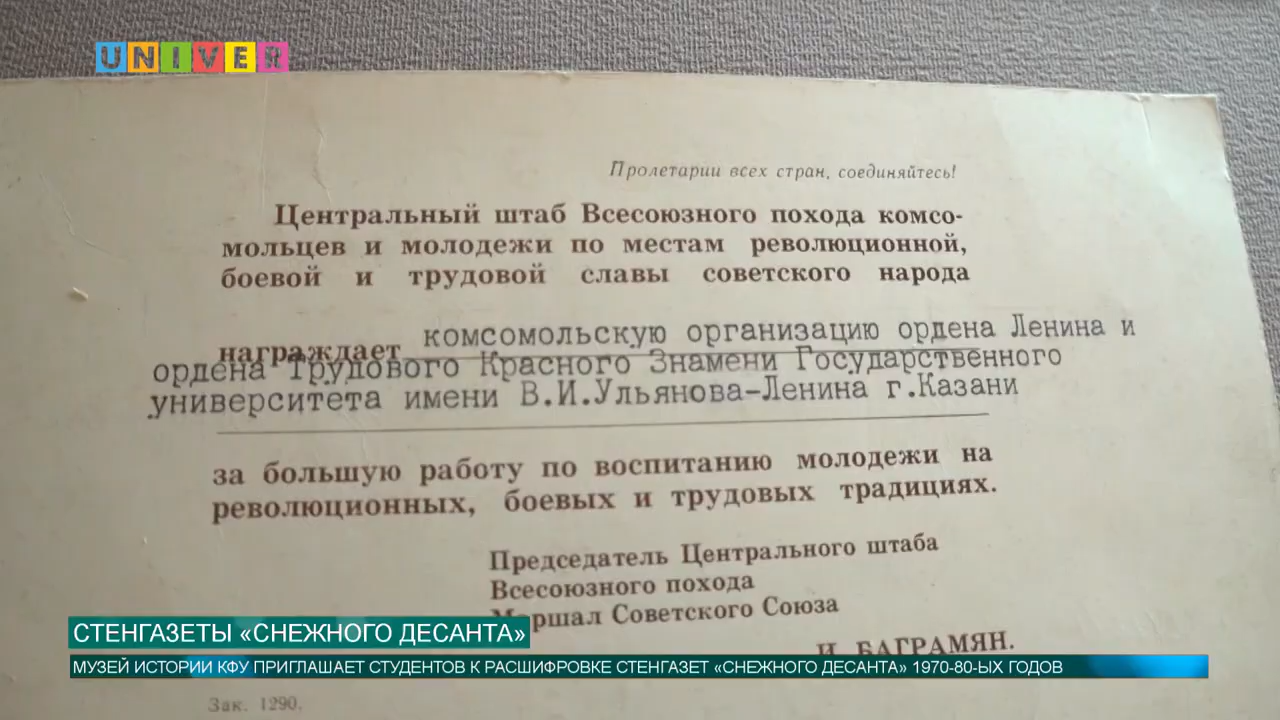 UNIVER
Пролетарии всех стран, соединяйтесь!
Центральный штаб Всесоюзного похода комсо-
мольцев и молодежи по местам революционной,
боевой и трудовой славы советского народа
награждает комсомольскую организацию ордена Ленина и
ордена Трудового Красного Знамени Государственного
университета имени В.И.Ульянова-Ленина г.Казани
за большую работу по воспитанию молодежи на
революционных, боевых и трудовых традициях.
Председатель Центрального штаба
Всесоюзного похода
Маршал Советского Союза
И. БАГРАМЯН.
СТЕНГАЗЕТЫ «СНЕЖНОГО ДЕСАНТА»
МУЗЕЙ ИСТОРИИ КФУ ПРИГЛАШАЕТ СТУДЕНТОВ К РАСШИФРОВКЕ СТЕНГАЗЕТ «СНЕЖНОГО ДЕСАНТА» 1970-80-ЫХ ГОДОВ
Зак. 1290.